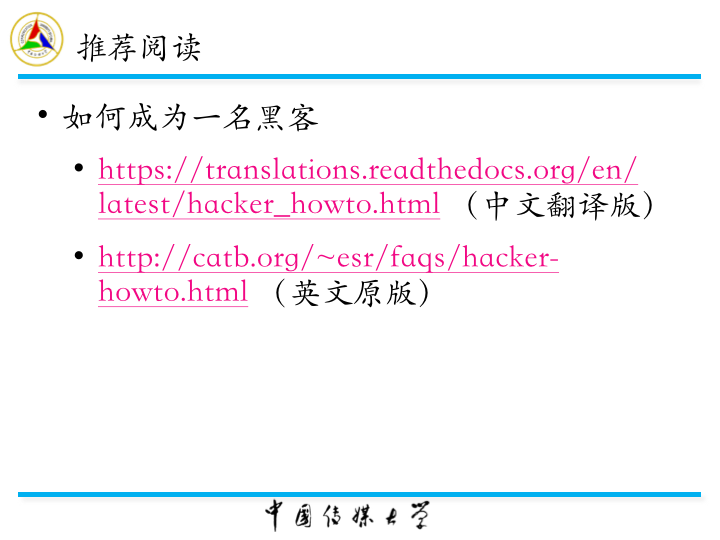 推荐阅读
• 如何成为一名黑客
• https://translations.readthedocs.org/en/
latest/hacker_howto.html （中文翻译版）
• http://catb.org/~esr/faqs/hacker-
howto.html （英文原版）
中国传媒大学